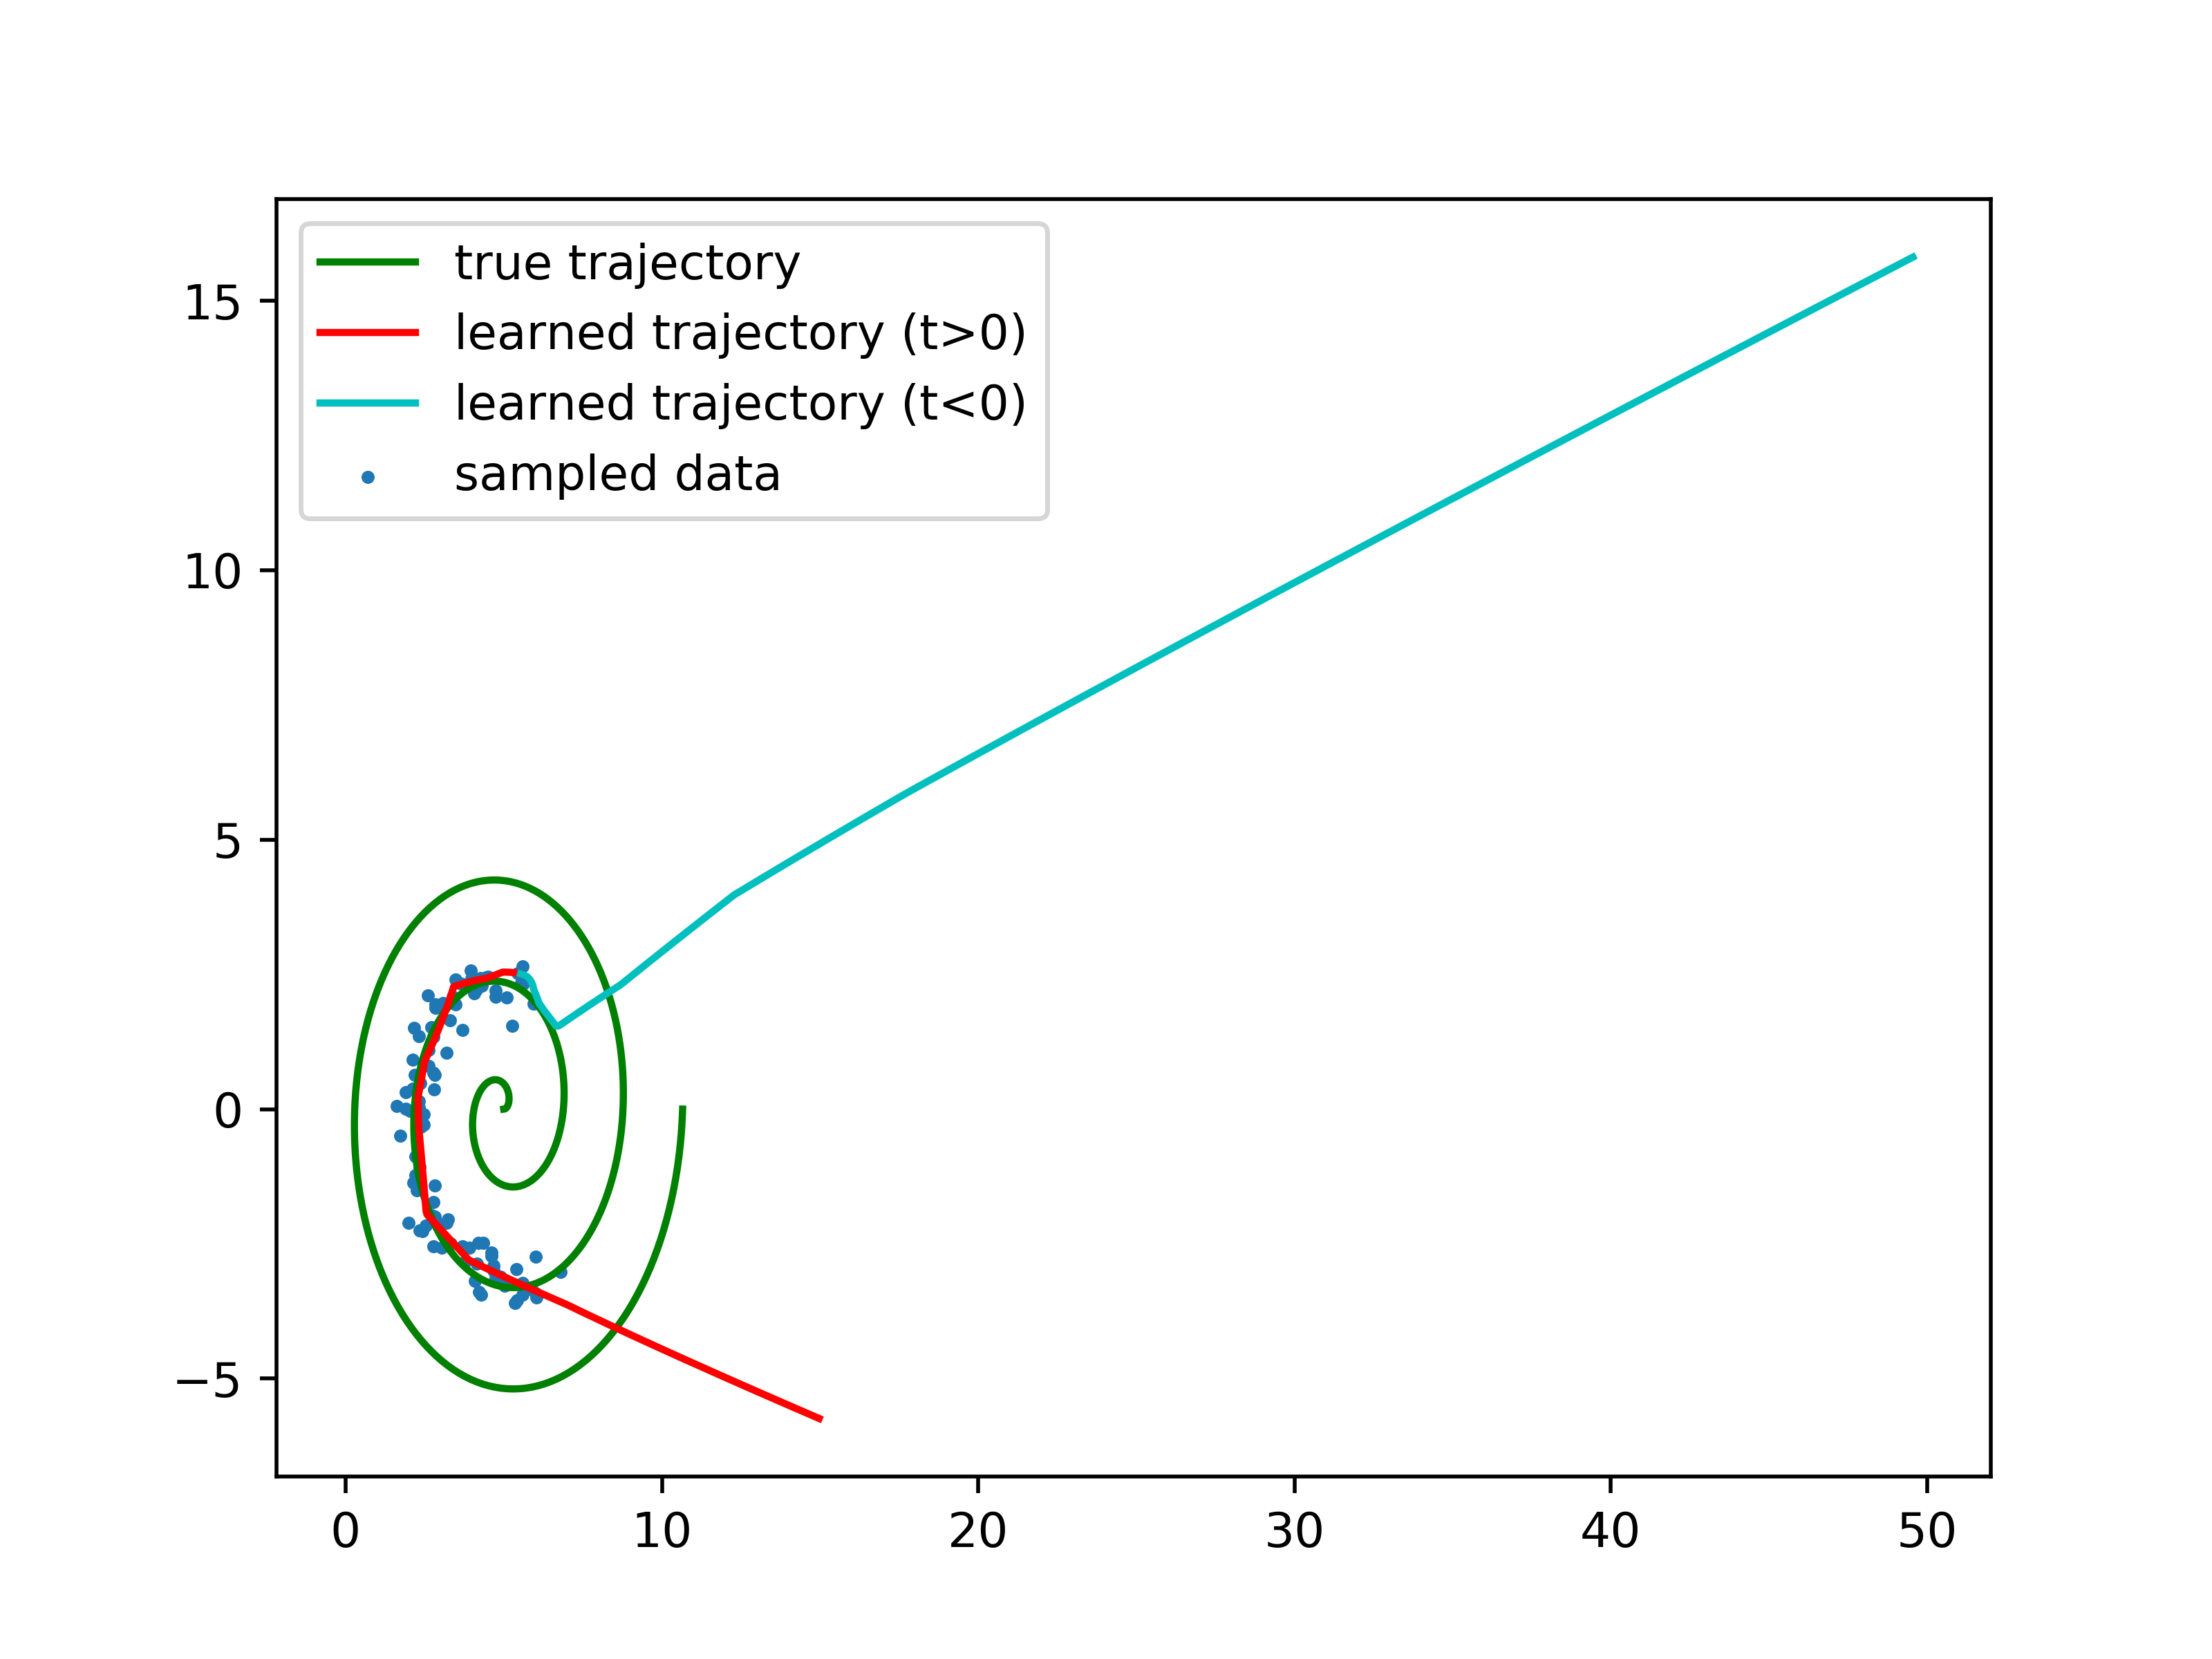 true trajectory
learned trajectory (t>0)
learned trajectory (t<0)
sampled data
15
10
5
0
−5
0 10 20 30 40 50